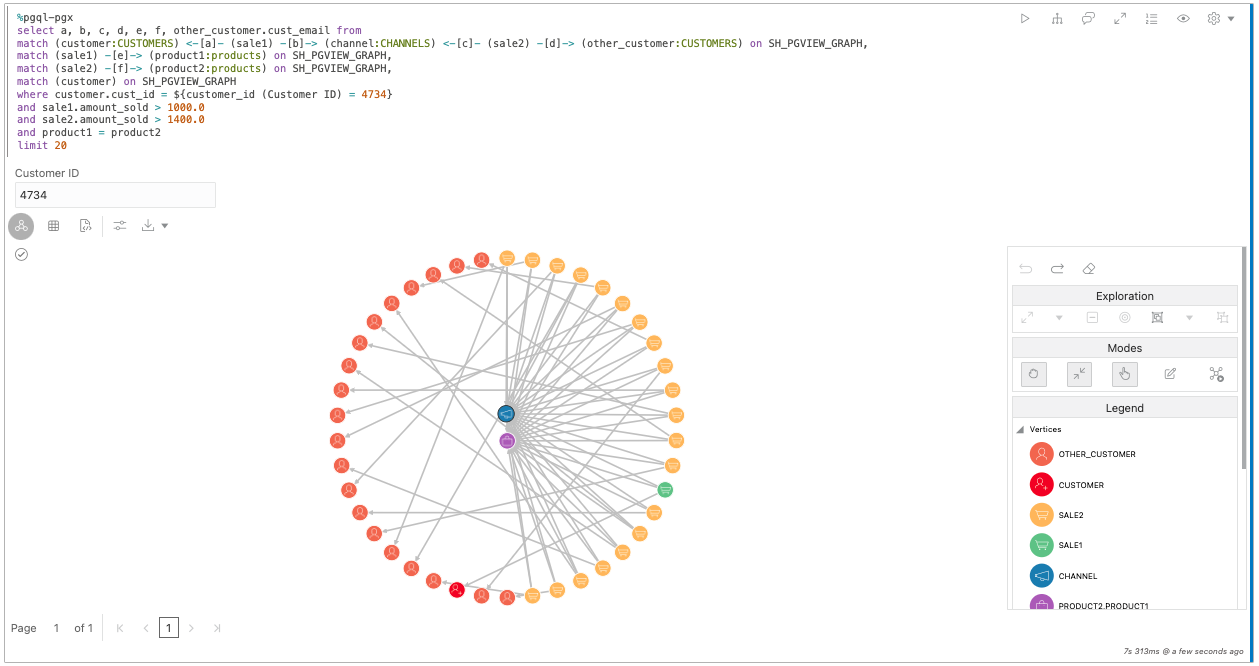 %pgql-pgx
select a, b, c, d, e, f, other_customer.cust_email from
match (customer:CUSTOMERS) <-[a]- (sale1) -[b]-> (channel:CHANNELS) <-[c]- (sale2) -[d]-> (other_customer:CUSTOMERS) on SH_PGVIEW_GRAPH,
match (sale1) -[e]-> (product1:products) on SH_PGVIEW_GRAPH,
match (sale2) -[f]-> (product2:products) on SH_PGVIEW_GRAPH,
match (customer) on SH_PGVIEW_GRAPH
where customer.cust_id = ${customer_id (Customer ID) = 4734}
and sale1.amount_sold > 1000.0
and sale2.amount_sold > 1400.0
and product1 = product2
limit 20
Customer ID
4734
Exploration
Modes
Legend
Vertices
OTHER_CUSTOMER
CUSTOMER
SALE2
SALE1
CHANNEL
PRODUCT2,PRODUCT1
Page 1 of 1 1
7s 313ms @ a few seconds ago